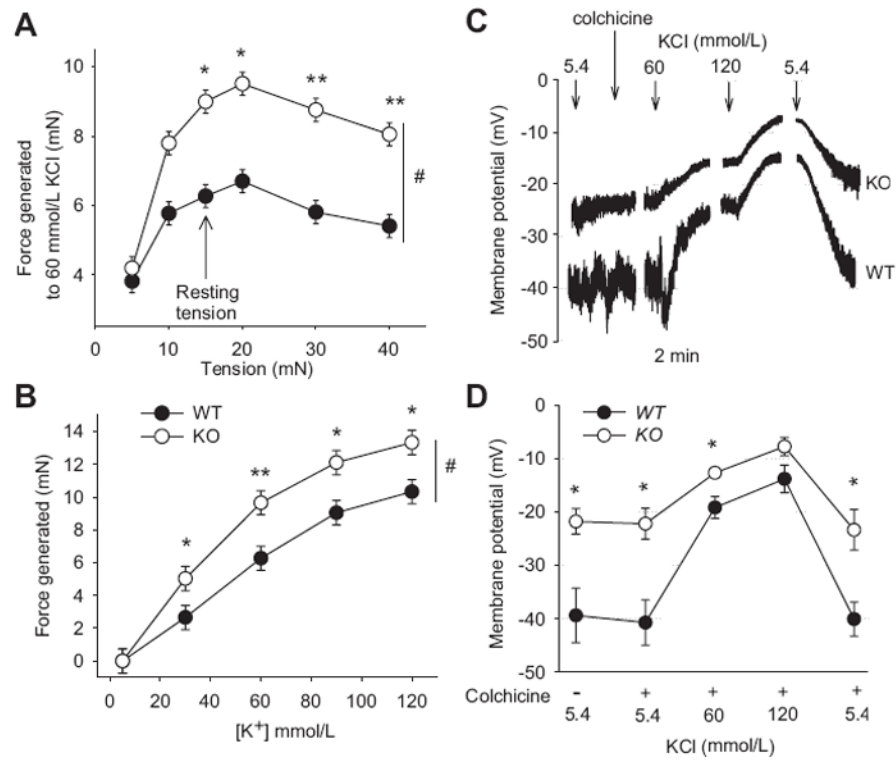 A
Force generated
to 60 mmol/L KCl (mN)
10
8
6
4
*
*
**
**
#
Resting
tension
0
10
20
30
40
Tension (mN)
B
WT
KO
Force generated (mN)
14
12
10
8
6
4
2
0
*
**
*
*
#
0
20
40
60
80
100
120
[K⁺] mmol/L
C
colchicine
KCl (mmol/L)
5.4
60
120
5.4
Membrane potential (mV)
0
-10
-20
-30
-40
-50
KO
WT
2 min
D
WT
KO
Membrane potential (mV)
0
-10
-20
-30
-40
-50
*
*
*
*
Colchicine - + + + +
5.4 5.4 60 120 5.4
KCl (mmol/L)